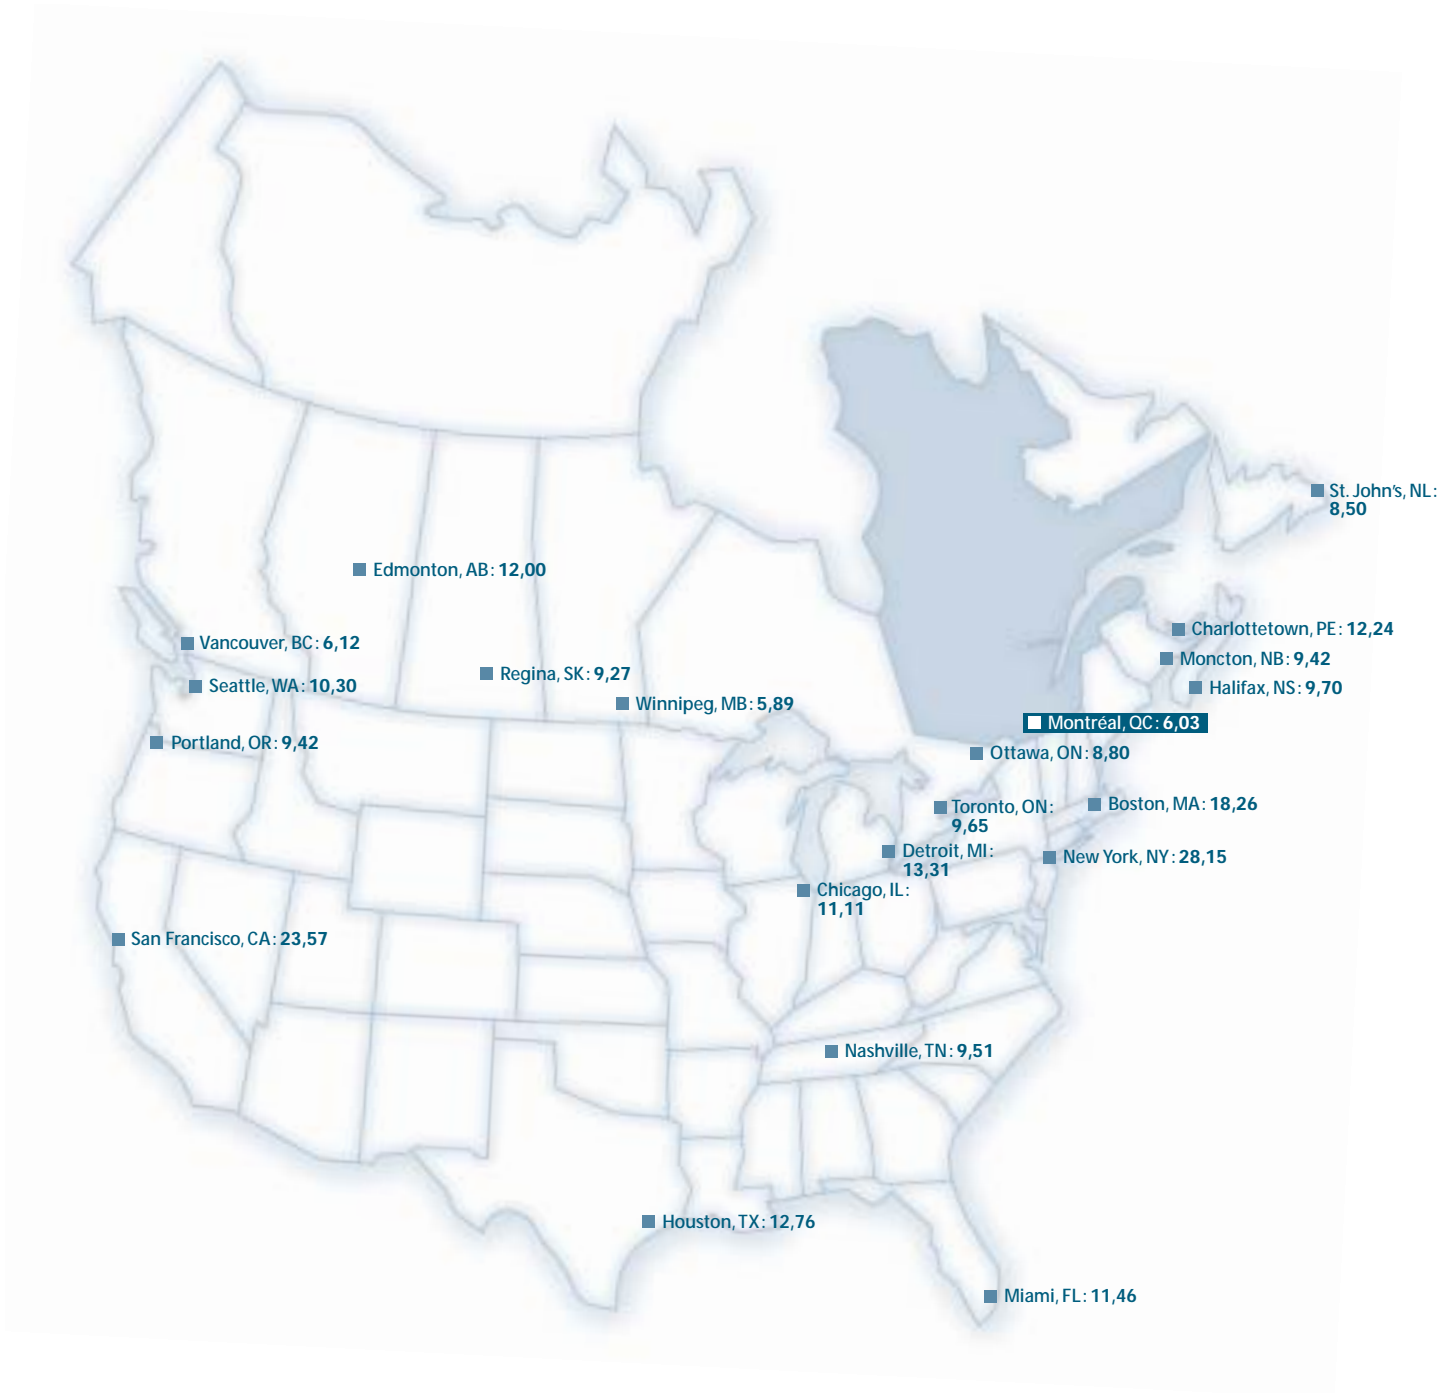 St. John's, NL:
8,50
Edmonton, AB: 12,00
Charlottetown, PE: 12,24
Vancouver, BC: 6,12
Moncton, NB: 9,42
Regina, SK: 9,27
Seattle, WA: 10,30
Halifax, NS: 9,70
Winnipeg, MB: 5,89
Montréal, QC: 6,03
Portland, OR: 9,42
Ottawa, ON: 8,80
Toronto, ON:
9,65
Boston, MA: 18,26
Detroit, MI:
13,31
New York, NY: 28,15
Chicago, IL:
11,11
San Francisco, CA: 23,57
Nashville, TN: 9,51
Houston, TX: 12,76
Miami, FL: 11,46